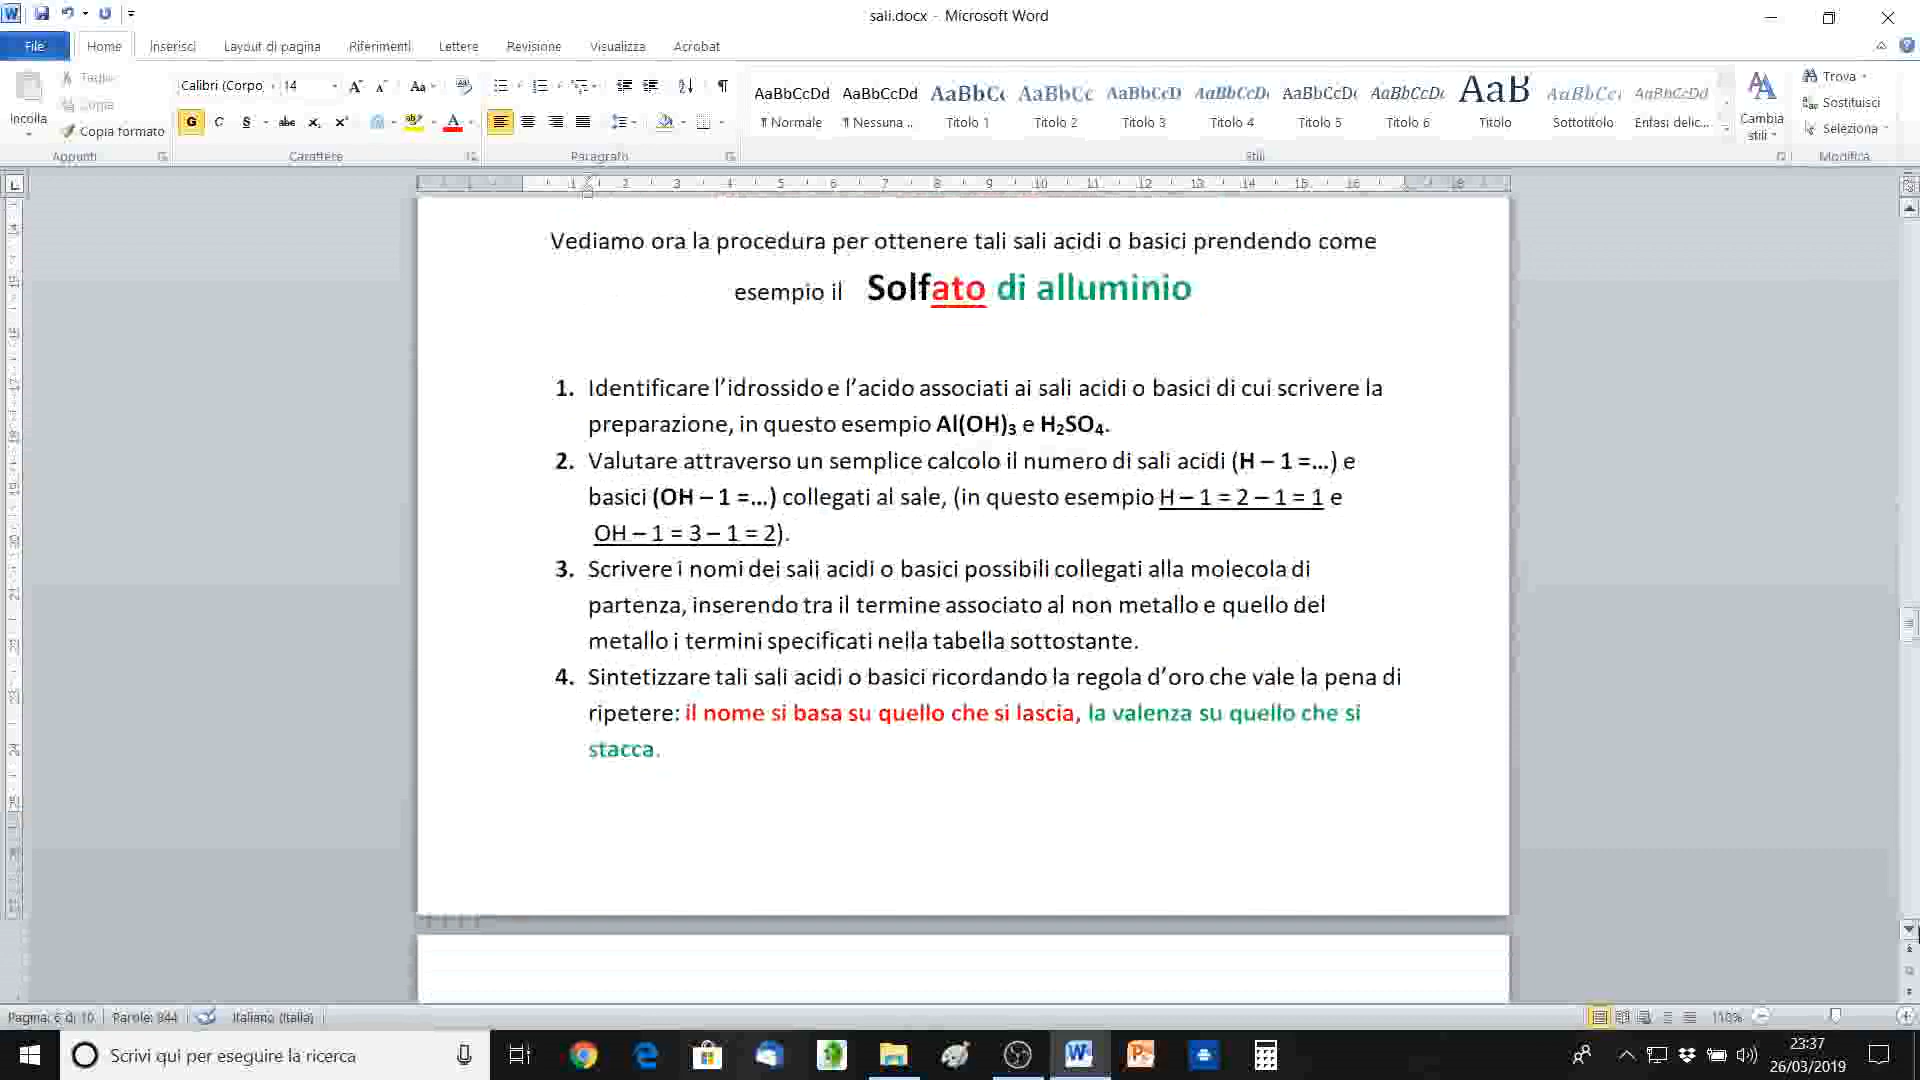 sali.docx - Microsoft Word
File Home Inserisci Layout di pagina Riferimenti Lettere Revisione Visualizza Acrobat
Taglia
Copia
Copia formato
Incolla
Calibri (Corpo 14
G C S abc
AaBbCcDd AaBbCcDd AaBbCc AaBbCc AaBbCcD AaBbCcD AaBbCcDc AaBbCcDc AaB AaBbCc AaBbCcDd
¶ Normale ¶ Nessuna ... Titolo 1 Titolo 2 Titolo 3 Titolo 4 Titolo 5 Titolo 6 Titolo Sottotitolo Enfasi delic...
Cambia stili
Trova
Sostituisci
Seleziona
Appunti Carattere Paragrafo Stili Modifica
Vediamo ora la procedura per ottenere tali sali acidi o basici prendendo come
esempio il Solfato di alluminio
1. Identificare l’idrossido e l’acido associati ai sali acidi o basici di cui scrivere la
preparazione, in questo esempio Al(OH)₃ e H₂SO₄.
2. Valutare attraverso un semplice calcolo il numero di sali acidi (H – 1 =…) e
basici (OH – 1 =…) collegati al sale, (in questo esempio H – 1 = 2 – 1 = 1 e
OH – 1 = 3 – 1 = 2).
3. Scrivere i nomi dei sali acidi o basici possibili collegati alla molecola di
partenza, inserendo tra il termine associato al non metallo e quello del
metallo i termini specificati nella tabella sottostante.
4. Sintetizzare tali sali acidi o basici ricordando la regola d’oro che vale la pena di
ripetere: il nome si basa su quello che si lascia, la valenza su quello che si
stacca.
Pagina: 6 di 10 Parole: 944 Italiano (Italia) 118%
Scrivi qui per eseguire la ricerca
23:37
26/03/2019